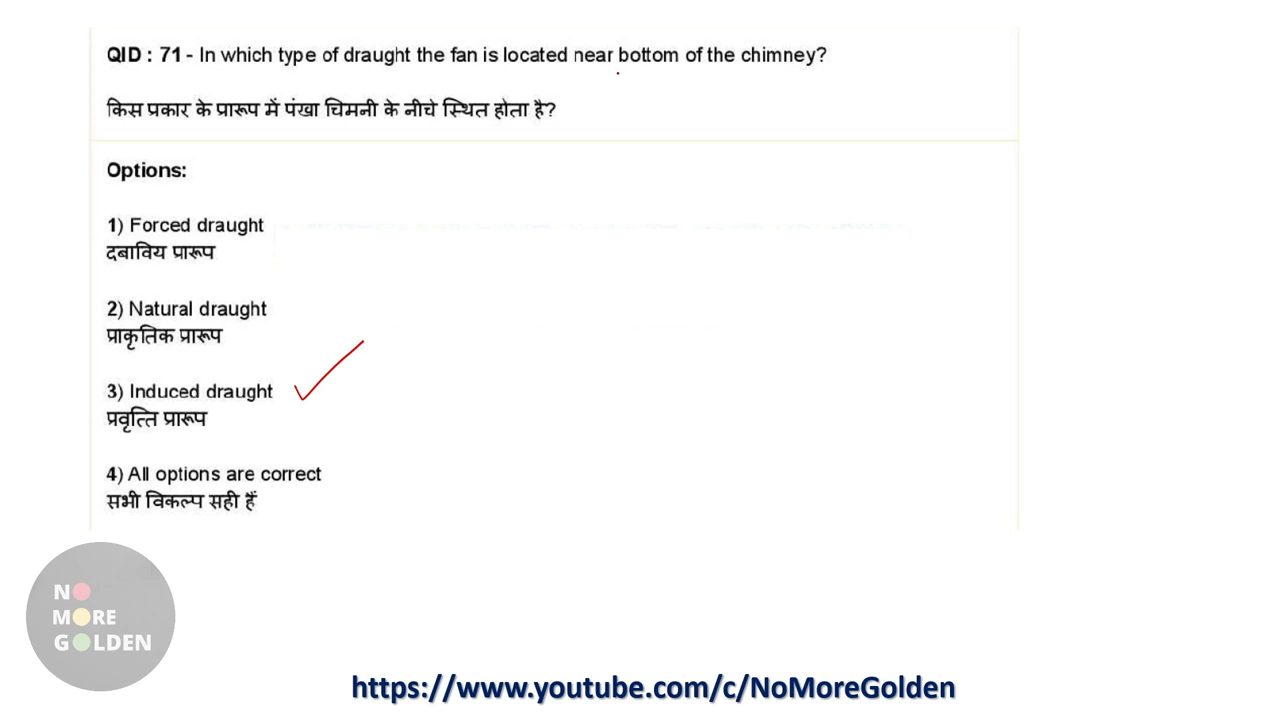 QID : 71 - In which type of draught the fan is located near bottom of the chimney?
किस प्रकार के प्रारूप में पंखा चिमनी के नीचे स्थित होता है?
Options:
1) Forced draught
दबाविय प्रारूप
2) Natural draught
प्राकृतिक प्रारूप
3) Induced draught
प्रवृत्ति प्रारूप
4) All options are correct
सभी विकल्प सही हैं
NO
MORE
GOLDEN
https://www.youtube.com/c/NoMoreGolden